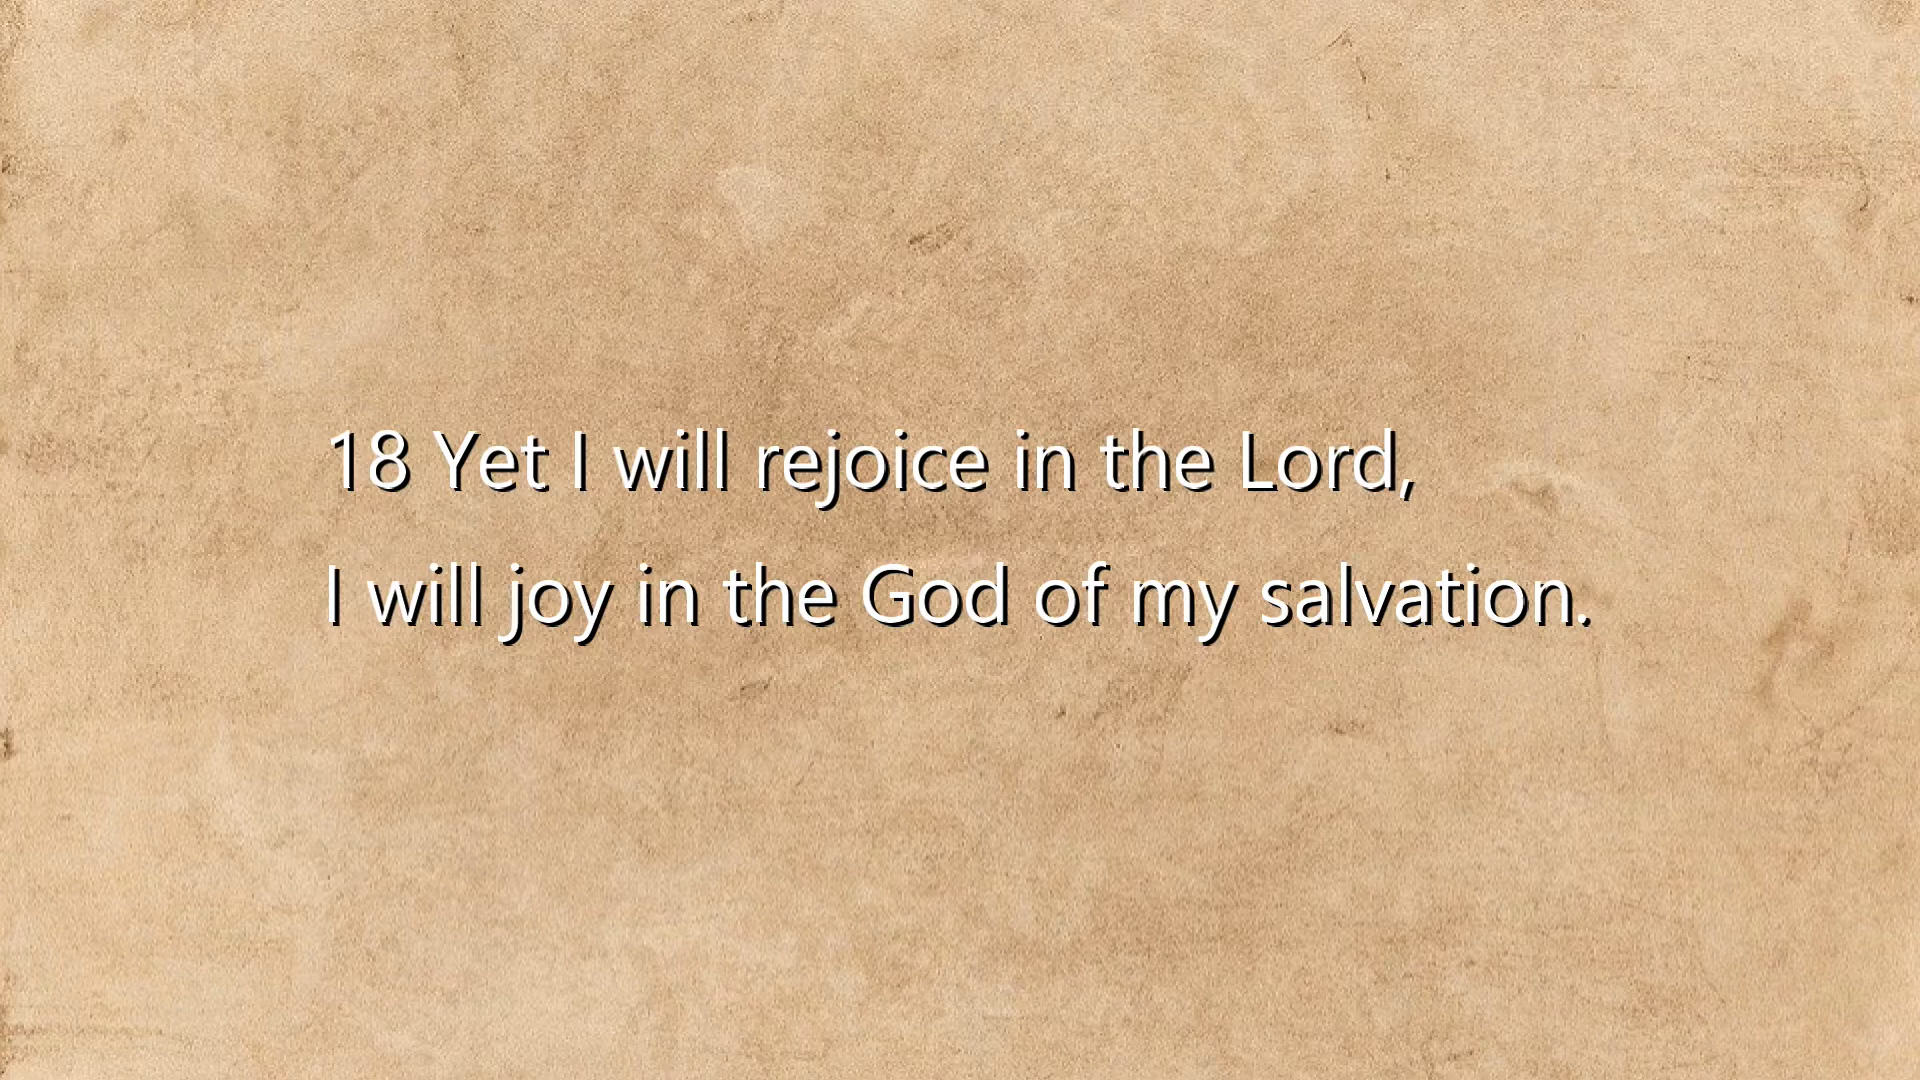 18 Yet I will rejoice in the Lord,
I will joy in the God of my salvation.